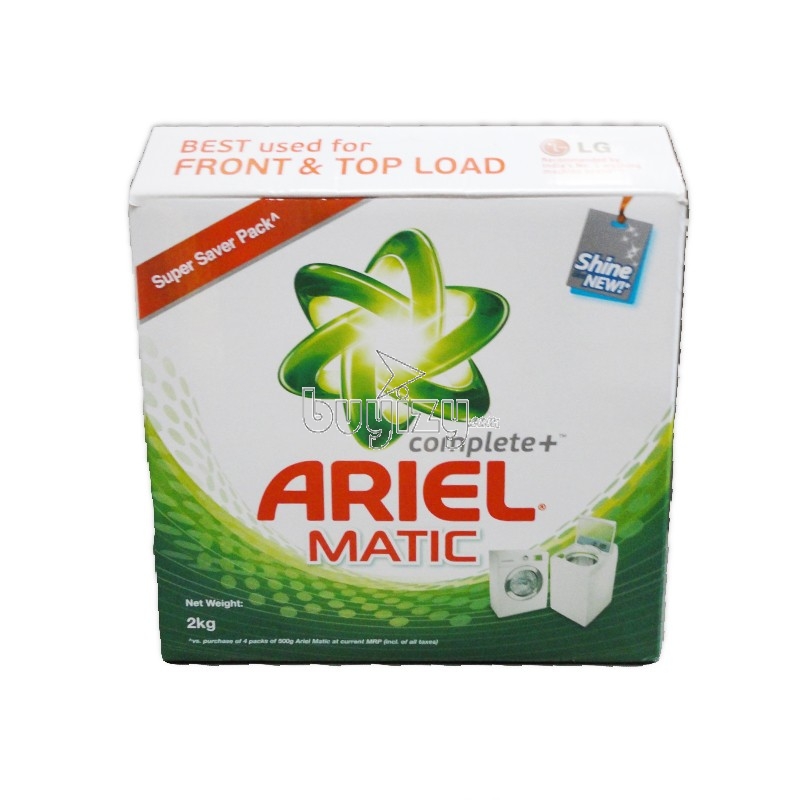 BEST used for
FRONT & TOP LOAD
LG
Super Saver Pack^
Shine
NEW!*
buyizy
complete+™
ARIEL®
MATIC
Net Weight:
2kg
^vs. purchase of 4 packs of 500g Ariel Matic at current MRP (incl. of all taxes)